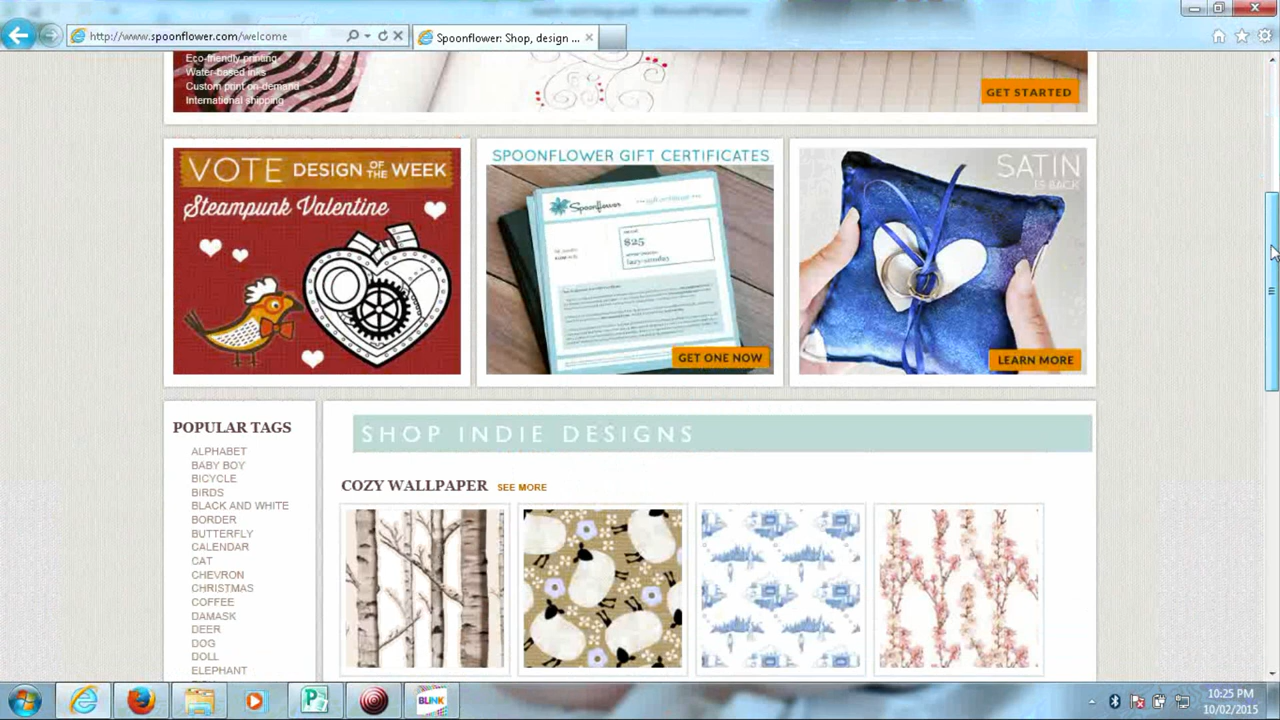 http://www.spoonflower.com/welcome
Spoonflower: Shop, design ...
Eco-friendly printing
Water-based inks
Custom print on-demand
International shipping
GET STARTED
VOTE DESIGN OF THE WEEK
Steampunk Valentine
SPOONFLOWER GIFT CERTIFICATES
Spoonflower
$25
GET ONE NOW
SATIN
IS BACK
LEARN MORE
POPULAR TAGS
ALPHABET
BABY BOY
BICYCLE
BIRDS
BLACK AND WHITE
BORDER
BUTTERFLY
CALENDAR
CAT
CHEVRON
CHRISTMAS
COFFEE
DAMASK
DEER
DOG
DOLL
ELEPHANT
SHOP INDIE DESIGNS
COZY WALLPAPER SEE MORE
BLINK
10:25 PM
10/02/2015